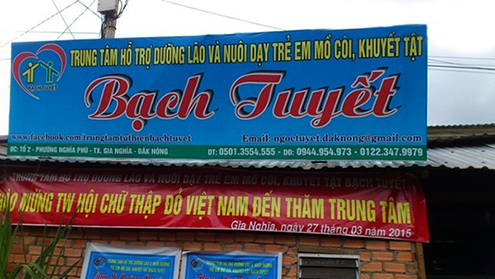 TRUNG TÂM HỖ TRỢ DƯỠNG LÃO VÀ NUÔI DẠY TRẺ EM MỒ CÔI, KHUYẾT TẬT
BẠCH TUYẾT
Bạch Tuyết
www.facebook.com/trungtamtuthienbachtuyet
Email: ngoctuyet.daknong@gmail.com
ĐC: TỔ 2 - PHƯỜNG NGHĨA PHÚ - TX. GIA NGHĨA - ĐĂK NÔNG
ĐT: 0501.3554.555 - DĐ: 0944.954.973 - 0122.347.9979
TRUNG TÂM HỖ TRỢ DƯỠNG LÃO VÀ NUÔI DẠY TRẺ EM MỒ CÔI, KHUYẾT TẬT BẠCH TUYẾT
MỪNG TW HỘI CHỮ THẬP ĐỎ VIỆT NAM ĐẾN THĂM TRUNG TÂM
Gia Nghĩa, ngày 27 tháng 03 năm 2015